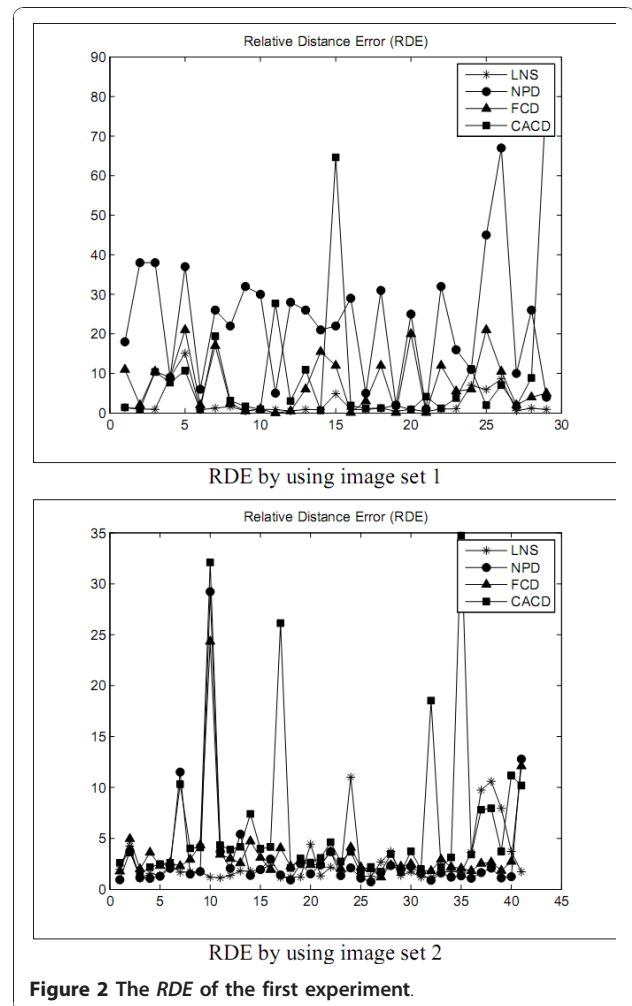 Relative Distance Error (RDE)
90
80
70
60
50
40
30
20
10
0
LNS
NPD
FCD
CACD
0 5 10 15 20 25 30
RDE by using image set 1
Relative Distance Error (RDE)
35
30
25
20
15
10
5
0
LNS
NPD
FCD
CACD
0 5 10 15 20 25 30 35 40 45
RDE by using image set 2
Figure 2 The RDE of the first experiment.